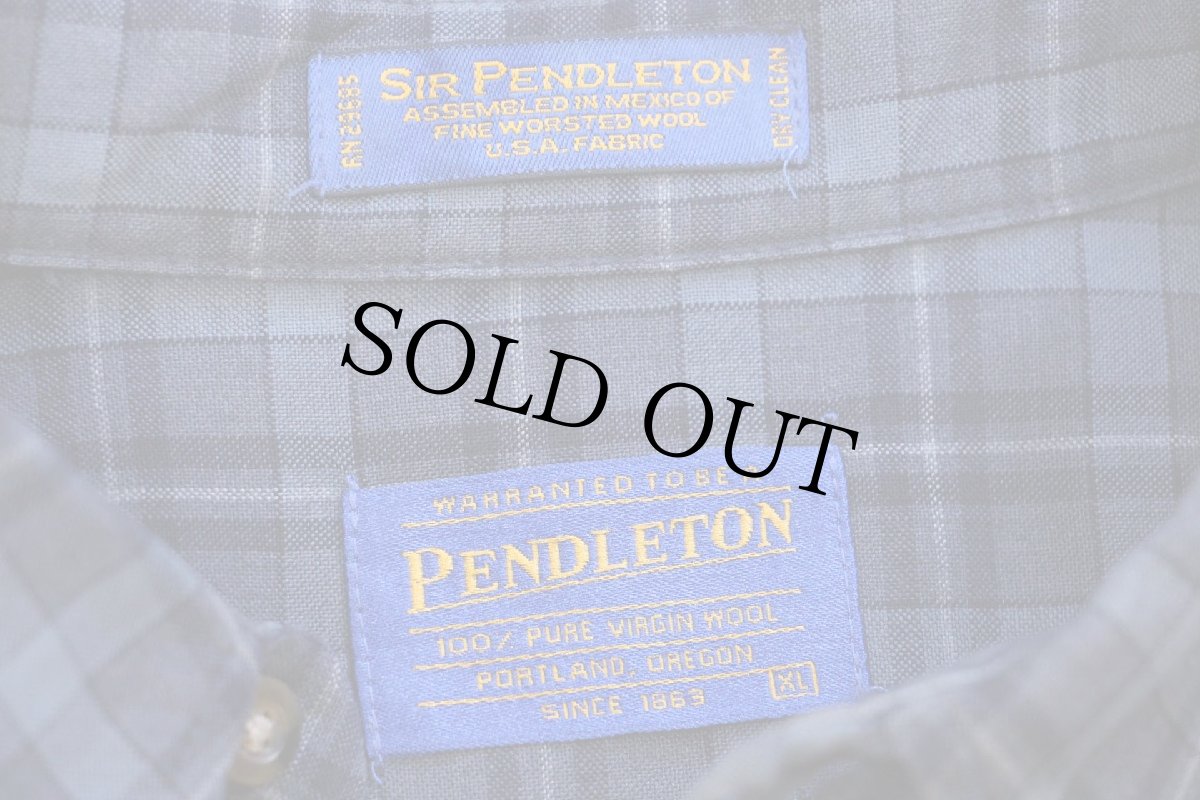 SIR PENDLETON
ASSEMBLED IN MEXICO OF
FINE WORSTED WOOL
U.S.A. FABRIC
RN 29685
DRY CLEAN
SOLD OUT
WARRANTED TO BE A
PENDLETON
100% PURE VIRGIN WOOL
PORTLAND, OREGON
SINCE 1863
XL